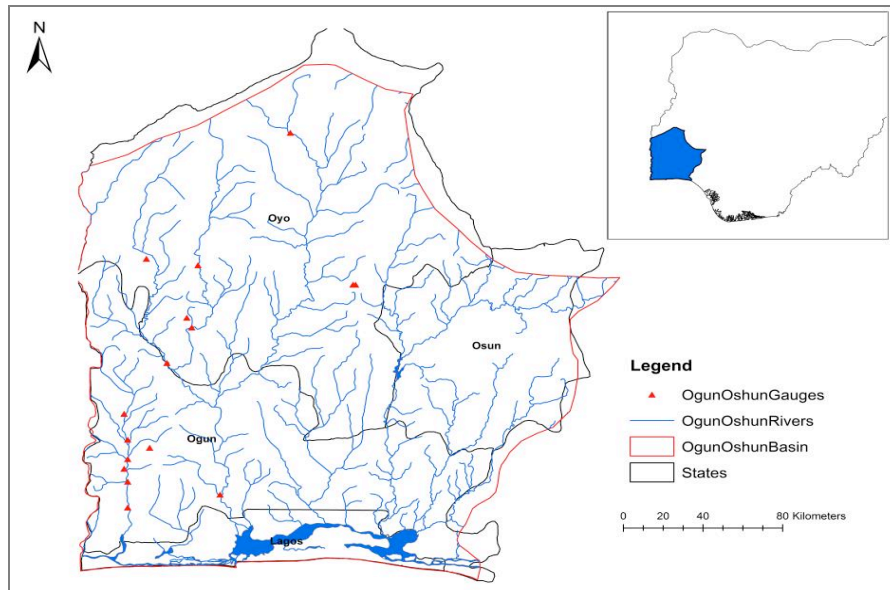 N
Oyo
Osun
Ogun
Lagos
Legend
OgunOshunGauges
OgunOshunRivers
OgunOshunBasin
States
0 20 40 80 Kilometers